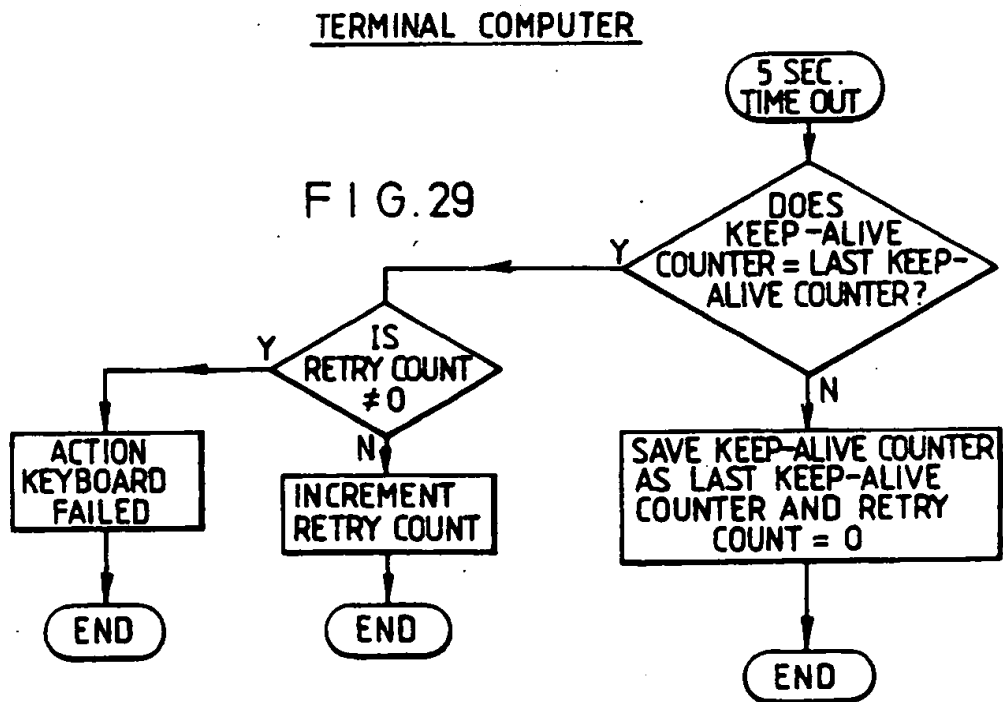 TERMINAL COMPUTER
5 SEC.
TIME OUT
FIG.29
DOES
KEEP-ALIVE
COUNTER = LAST KEEP-
ALIVE COUNTER?
Y
N
IS
RETRY COUNT
≠ 0
Y
N
ACTION
KEYBOARD
FAILED
INCREMENT
RETRY COUNT
SAVE KEEP-ALIVE COUNTER
AS LAST KEEP-ALIVE
COUNTER AND RETRY
COUNT = 0
END
END
END